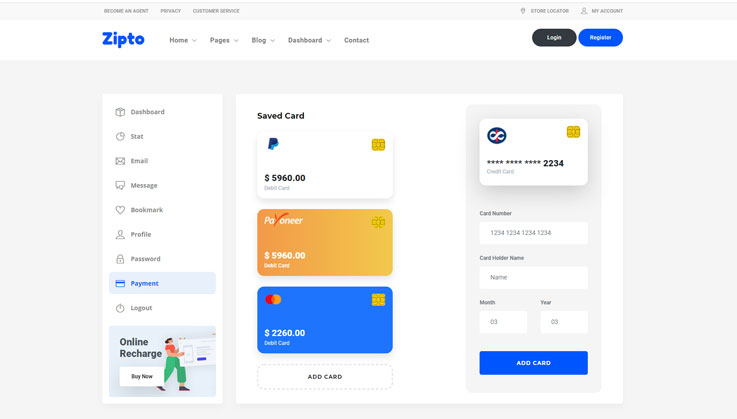 BECOME AN AGENT PRIVACY CUSTOMER SERVICE STORE LOCATOR MY ACCOUNT
Zipto Home Pages Blog Dashboard Contact Login Register
Dashboard
Stat
Email
Message
Bookmark
Profile
Password
Payment
Logout
Online
Recharge
Buy Now
Saved Card
$ 5960.00
Debit Card
Payoneer
$ 5960.00
Debit Card
$ 2260.00
Debit Card
ADD CARD
**** **** **** 2234
Credit Card
Card Number
1234 1234 1234 1234
Card Holder Name
Name
Month Year
03 03
ADD CARD